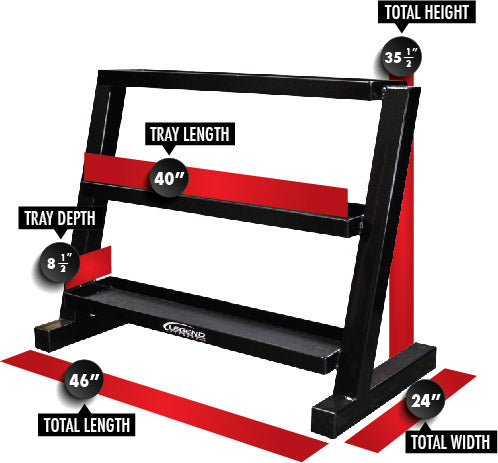 TOTAL HEIGHT
35 1/2"
TRAY LENGTH
40"
TRAY DEPTH
8 1/2"
LEGEND
46"
TOTAL LENGTH
24"
TOTAL WIDTH